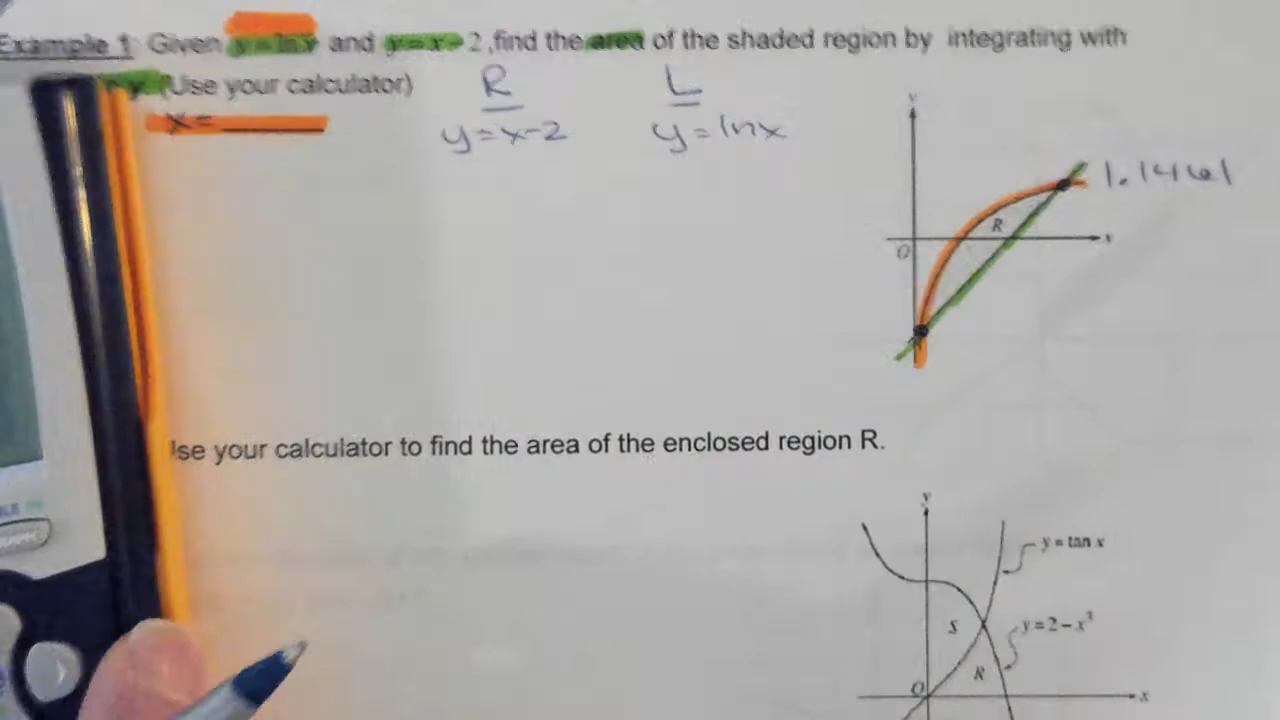 Example 1: Given y = ln x and y = x - 2, find the area of the shaded region by integrating with
y. (Use your calculator)
x =
R
y = x-2
L
y = lnx
y
1.1461
R
O
x
Use your calculator to find the area of the enclosed region R.
y
y = tan x
S
y = 2 - x³
R
O
x